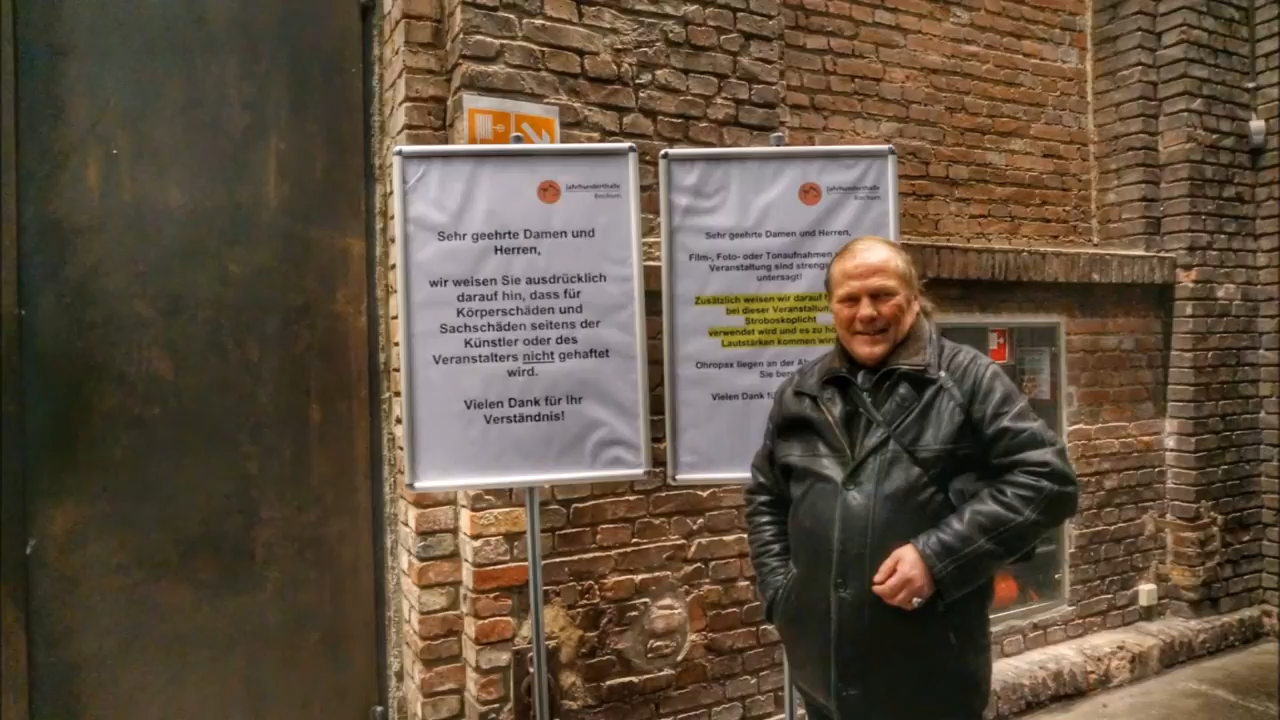 Jahrhunderthalle
Bochum
Sehr geehrte Damen und
Herren,
wir weisen Sie ausdrücklich
darauf hin, dass für
Körperschäden und
Sachschäden seitens der
Künstler oder des
Veranstalters nicht gehaftet
wird.
Vielen Dank für Ihr
Verständnis!
Jahrhunderthalle
Bochum
Sehr geehrte Damen und Herren,
Film-, Foto- oder Tonaufnahmen
Veranstaltung sind strengs
untersagt!
Zusätzlich weisen wir darauf
bei dieser Veranstaltun
Stroboskoplicht
verwendet wird und es zu ho
Lautstärken kommen wird
Ohropax liegen an der
Sie
Vielen Dank